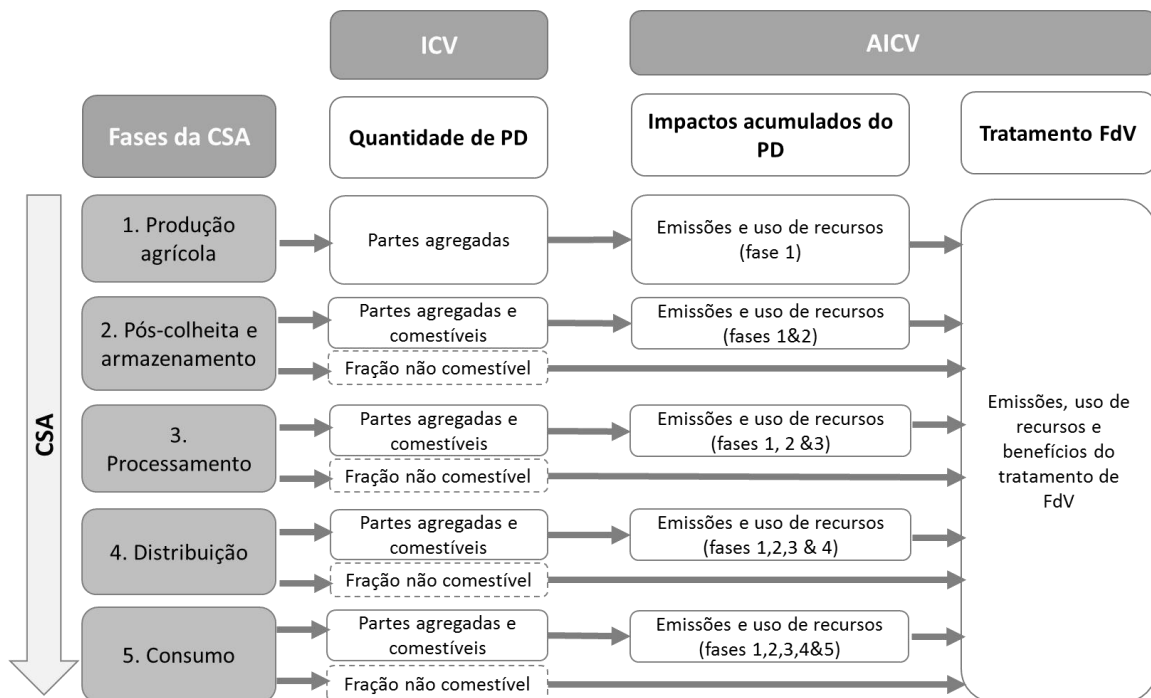 ICV
AICV
Fases da CSA
Quantidade de PD
Impactos acumulados do
PD
Tratamento FdV
CSA
1. Produção
agrícola
Partes agregadas
Emissões e uso de recursos
(fase 1)
2. Pós-colheita e
armazenamento
Partes agregadas e
comestíveis
Emissões e uso de recursos
(fases 1&2)
Fração não comestível
3.
Processamento
Partes agregadas e
comestíveis
Emissões e uso de recursos
(fases 1, 2 &3)
Fração não comestível
4. Distribuição
Partes agregadas e
comestíveis
Emissões e uso de recursos
(fases 1,2,3 & 4)
Fração não comestível
5. Consumo
Partes agregadas e
comestíveis
Emissões e uso de recursos
(fases 1,2,3,4&5)
Fração não comestível
Emissões, uso de
recursos e
benefícios do
tratamento de
FdV